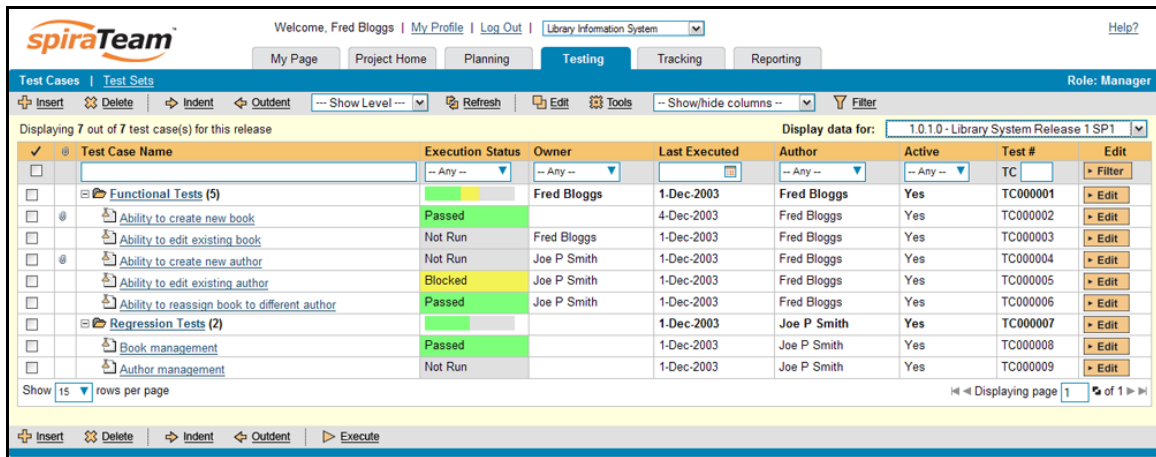 spiraTeam
Welcome, Fred Bloggs | My Profile | Log Out | Library Information System
Help?
My Page Project Home Planning Testing Tracking Reporting
Test Cases | Test Sets Role: Manager
Insert Delete Indent Outdent --- Show Level --- Refresh Edit Tools -- Show/hide columns -- Filter
Displaying 7 out of 7 test case(s) for this release Display data for: 1.0.1.0 - Library System Release 1 SP1
Test Case Name Execution Status Owner Last Executed Author Active Test # Edit
-- Any -- -- Any -- -- Any -- -- Any -- TC Filter
Functional Tests (5) Fred Bloggs 1-Dec-2003 Fred Bloggs Yes TC000001 Edit
Ability to create new book Passed 4-Dec-2003 Fred Bloggs Yes TC000002 Edit
Ability to edit existing book Not Run Fred Bloggs 1-Dec-2003 Fred Bloggs Yes TC000003 Edit
Ability to create new author Not Run Joe P Smith 1-Dec-2003 Fred Bloggs Yes TC000004 Edit
Ability to edit existing author Blocked Joe P Smith 1-Dec-2003 Fred Bloggs Yes TC000005 Edit
Ability to reassign book to different author Passed Joe P Smith 1-Dec-2003 Fred Bloggs Yes TC000006 Edit
Regression Tests (2) 1-Dec-2003 Joe P Smith Yes TC000007 Edit
Book management Passed 1-Dec-2003 Joe P Smith Yes TC000008 Edit
Author management Not Run 1-Dec-2003 Joe P Smith Yes TC000009 Edit
Show 15 rows per page Displaying page 1 of 1
Insert Delete Indent Outdent Execute